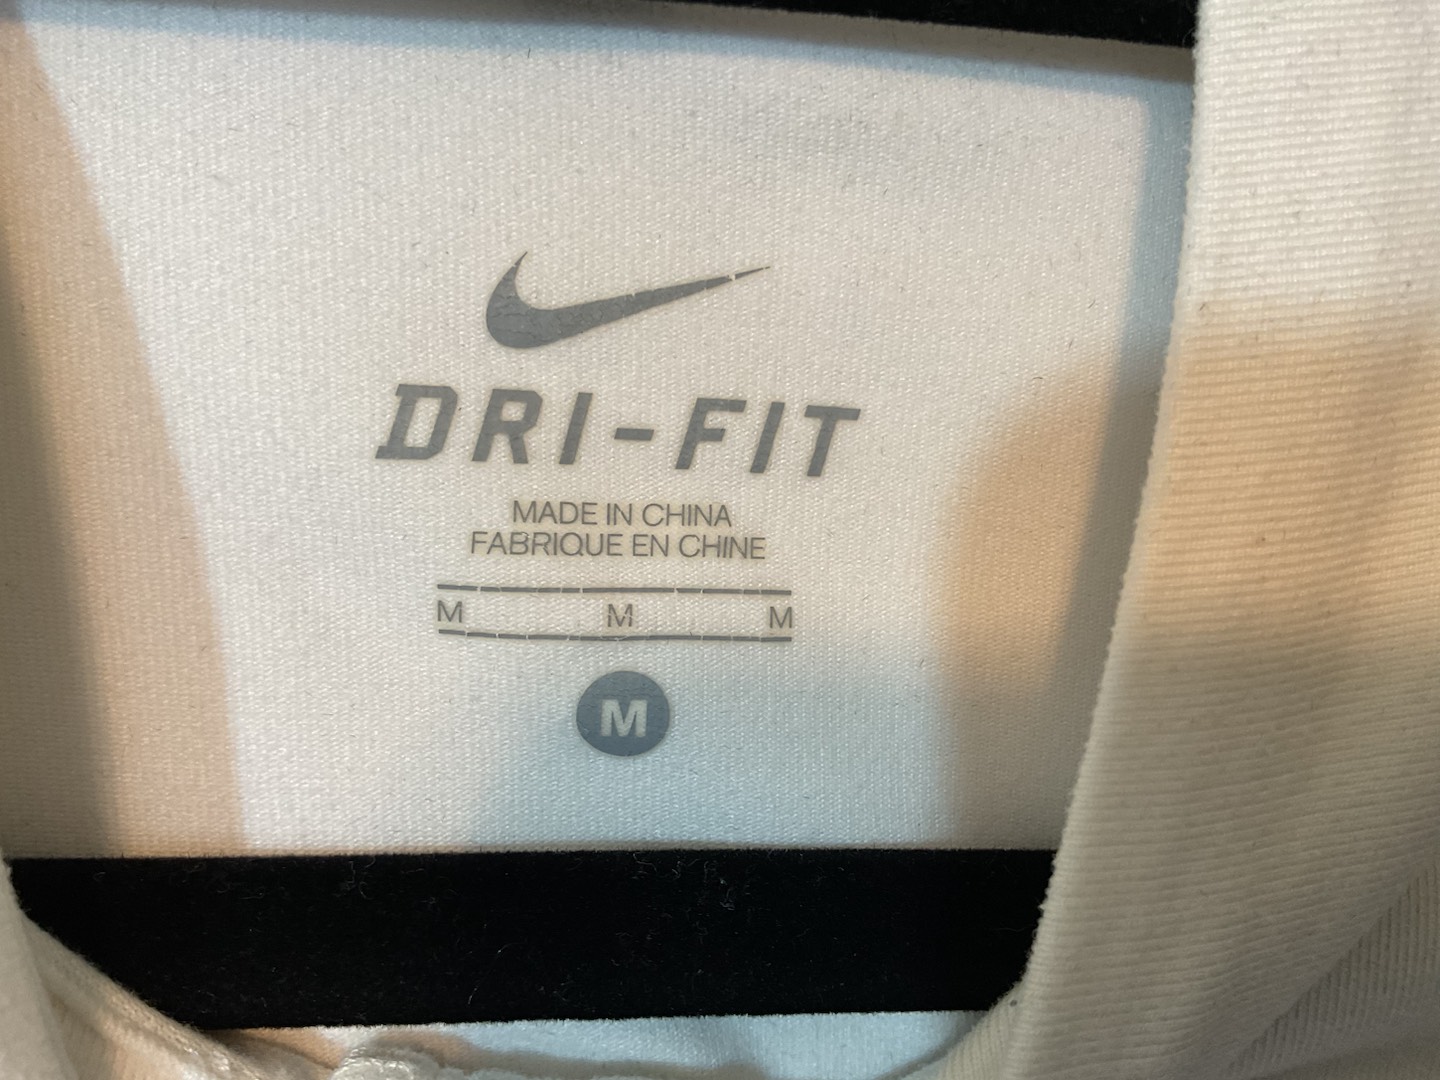 DRI-FIT
MADE IN CHINA
FABRIQUE EN CHINE
M M M
M